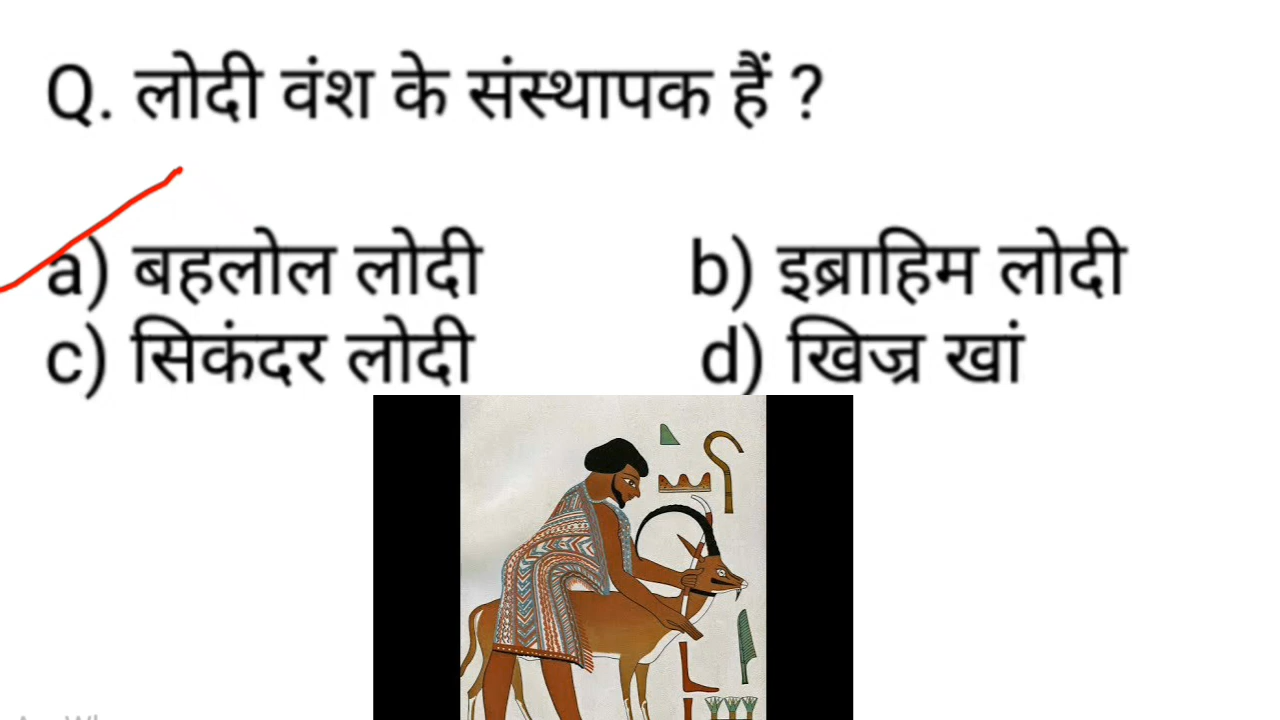 Q. लोदी वंश के संस्थापक हैं ?
a) बहलोल लोदी b) इब्राहिम लोदी
c) सिकंदर लोदी d) खिज्र खां